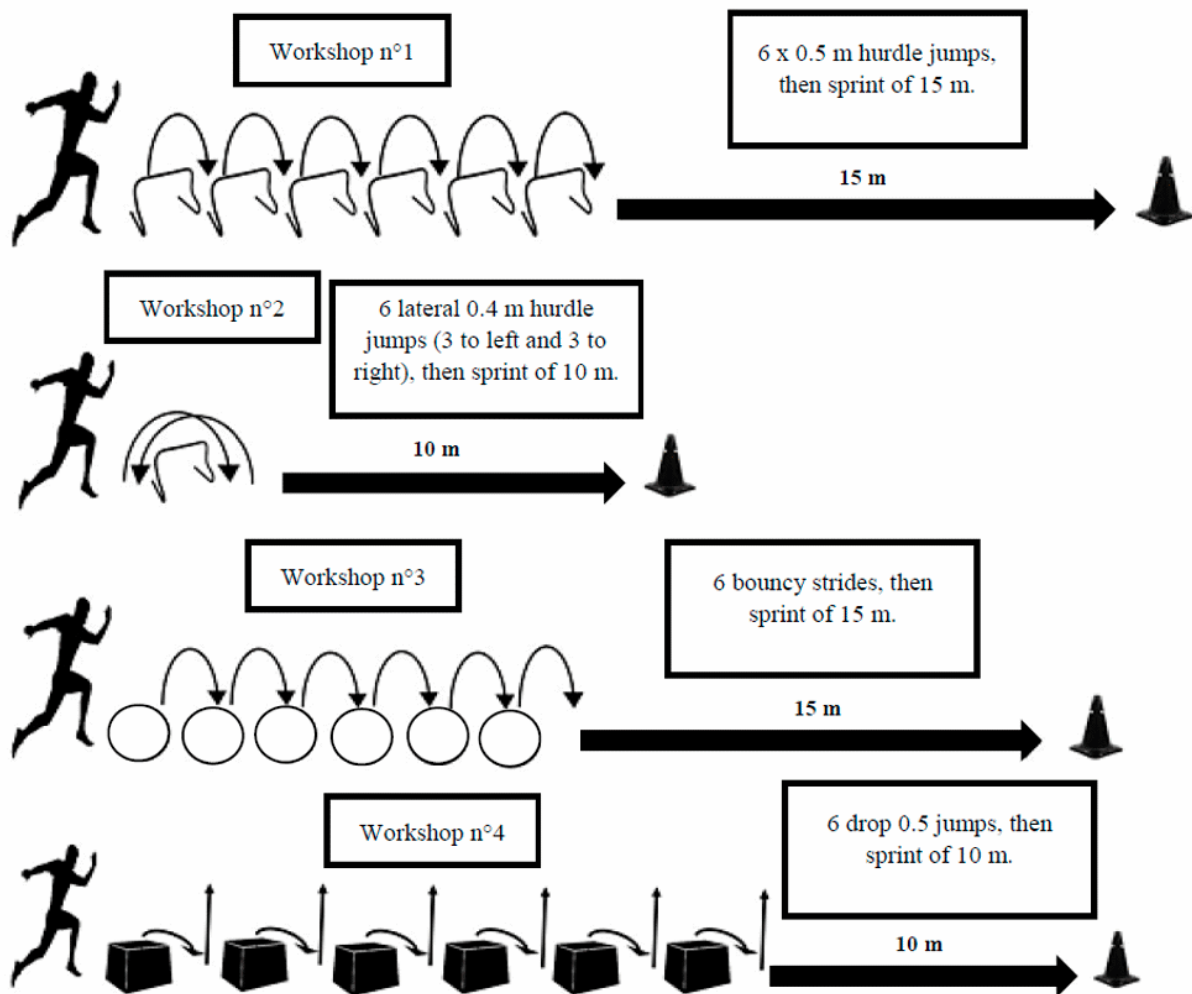 Workshop n°1
6 x 0.5 m hurdle jumps,
then sprint of 15 m.
15 m
Workshop n°2
6 lateral 0.4 m hurdle
jumps (3 to left and 3 to
right), then sprint of 10 m.
10 m
Workshop n°3
6 bouncy strides, then
sprint of 15 m.
15 m
Workshop n°4
6 drop 0.5 jumps, then
sprint of 10 m.
10 m